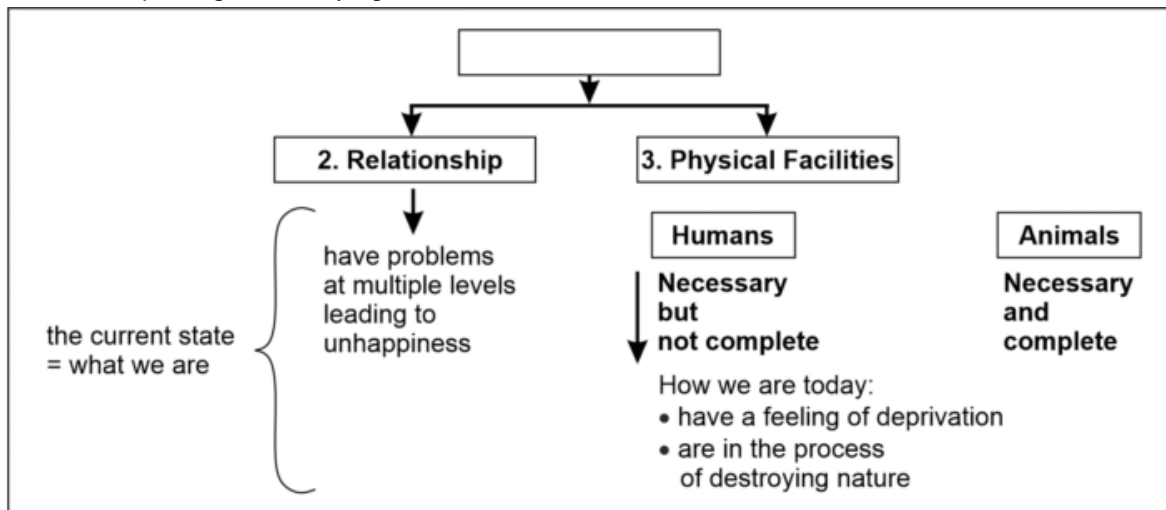 2. Relationship
3. Physical Facilities
have problems
at multiple levels
leading to
unhappiness
the current state
= what we are
Humans
Necessary
but
not complete
How we are today:
• have a feeling of deprivation
• are in the process
of destroying nature
Animals
Necessary
and
complete